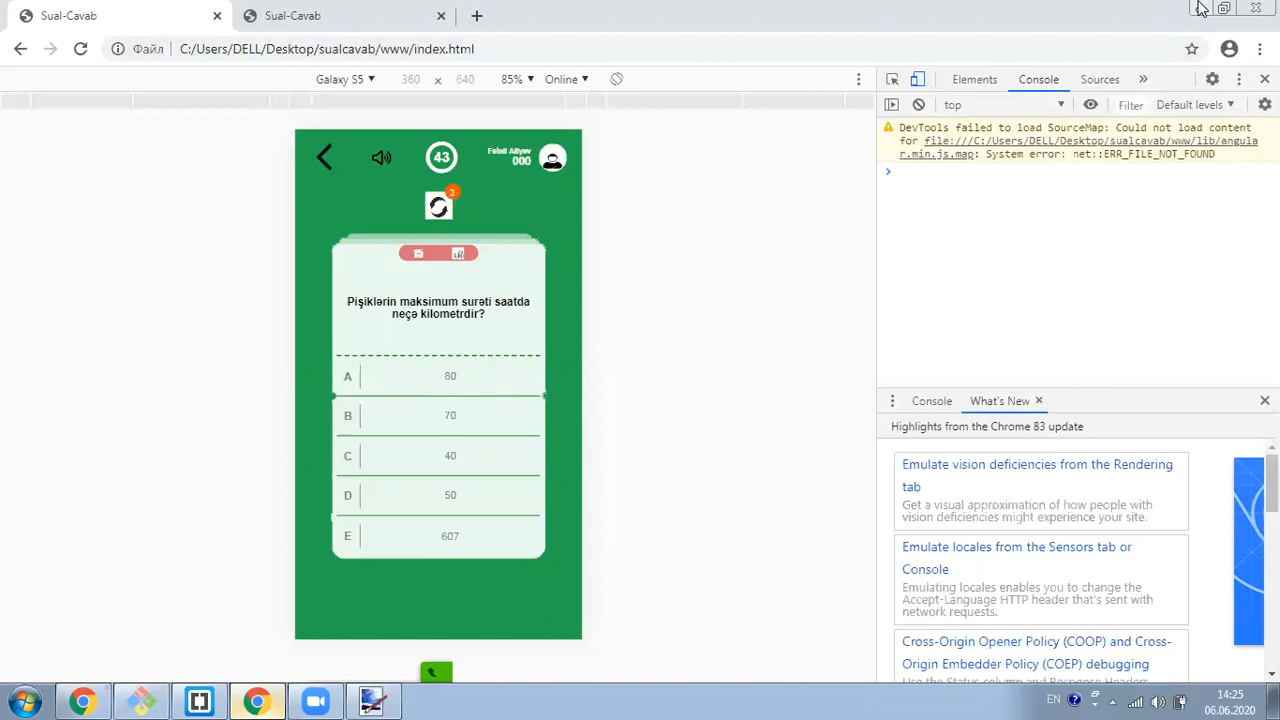 Sual-Cavab
Sual-Cavab
Файл
C:/Users/DELL/Desktop/sualcavab/www/index.html
Galaxy S5 360 × 640 85% Online
Elements Console Sources
top Filter Default levels
DevTools failed to load SourceMap: Could not load content
for file:///C:/Users/DELL/Desktop/sualcavab/www/lib/angula
r.min.js.map: System error: net::ERR_FILE_NOT_FOUND
43
000
2
15
Pişiklərin maksimum surəti saatda
neçə kilometrdir?
A 80
B 70
C 40
D 50
E 607
Console What's New
Highlights from the Chrome 83 update
Emulate vision deficiencies from the Rendering
tab
Get a visual approximation of how people with
vision deficiencies might experience your site.
Emulate locales from the Sensors tab or
Console
Emulating locales enables you to change the
Accept-Language HTTP header that's sent with
network requests.
Cross-Origin Opener Policy (COOP) and Cross-
Origin Embedder Policy (COEP) debugging
Use the Status column and Response Headers
EN
14:25
06.06.2020